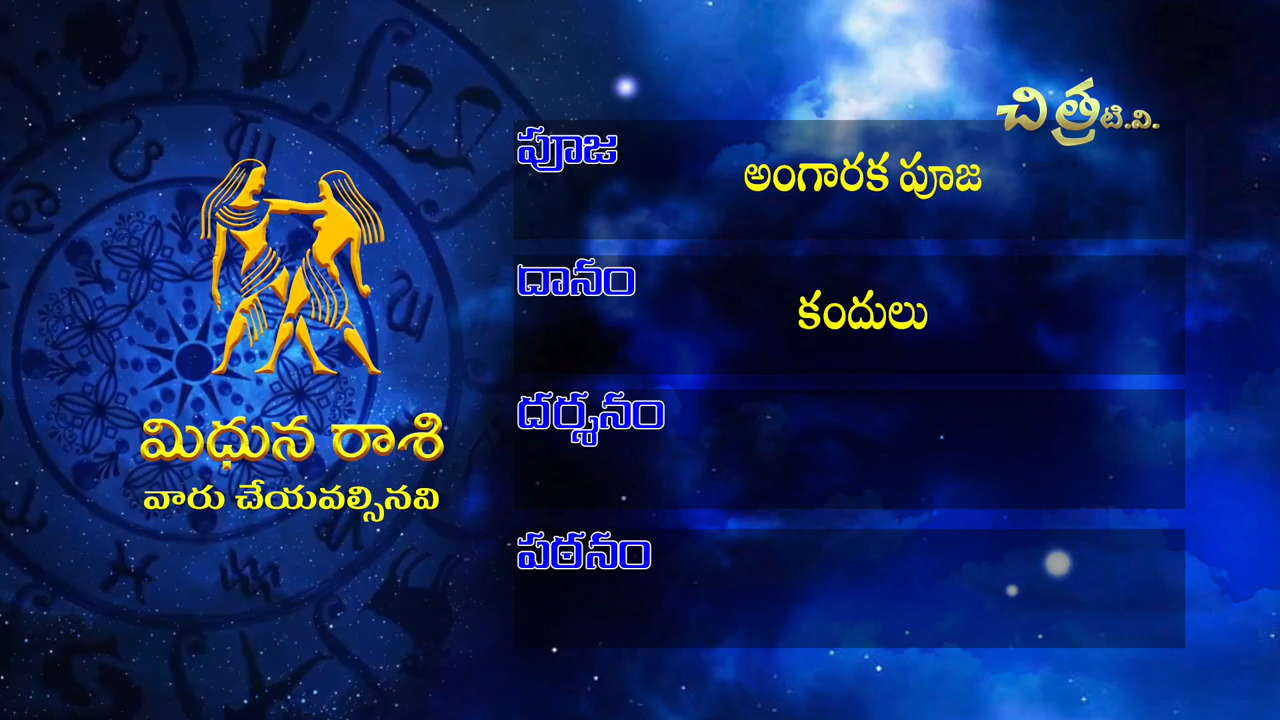 చిత్ర టి.వి.
పూజ
అంగారక పూజ
దానం
కందులు
దర్శనం
పఠనం
మిథున రాశి
వారు చేయవల్సినవి